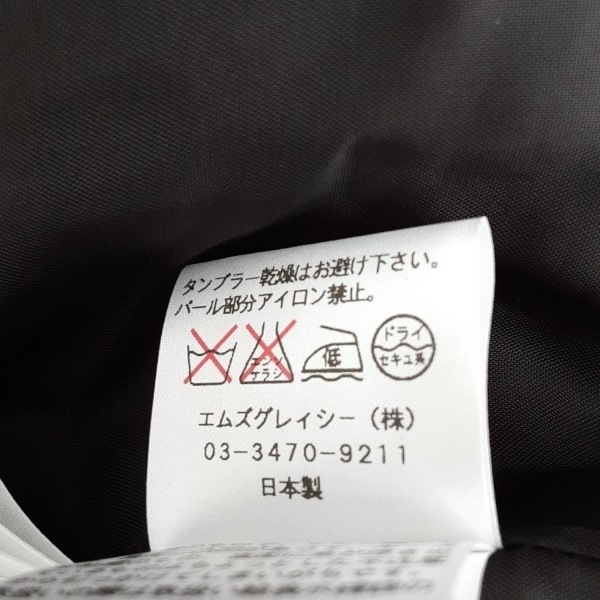 タンブラー乾燥はお避け下さい。
パール部分アイロン禁止。
エンソ
サラシ
低
ドライ
セキユ系
エムズグレイシー（株）
03-3470-9211
日本製